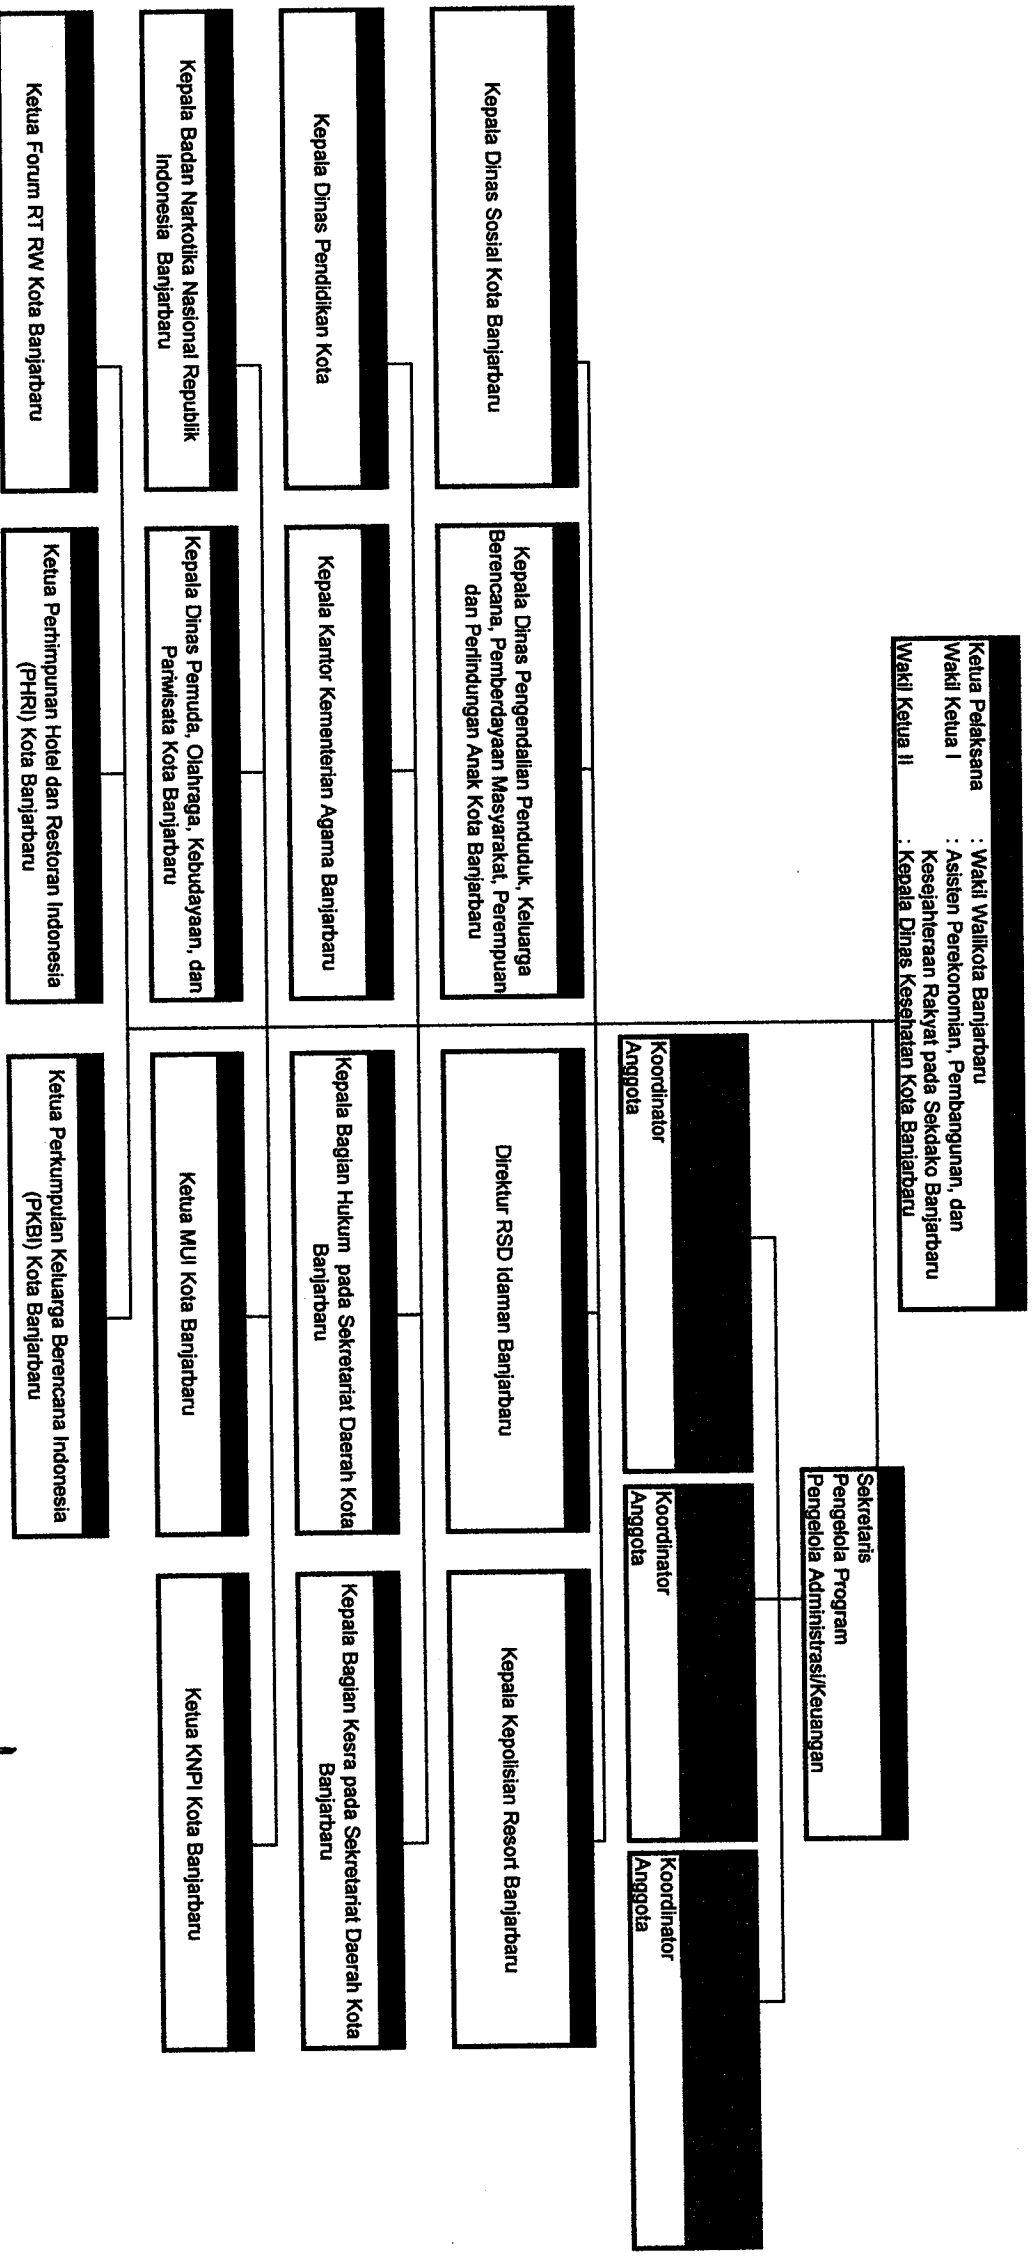 Ketua Pelaksana : Wakil Walikota Banjarbaru
Wakil Ketua I : Asisten Perekonomian, Pembangunan, dan
Kesejahteraan Rakyat pada Sekdako Banjarbaru
Wakil Ketua II : Kepala Dinas Kesehatan Kota Banjarbaru
Sekretaris
Pengelola Program
Pengelola Administrasi/Keuangan
Koordinator
Anggota
Koordinator
Anggota
Koordinator
Anggota
Kepala Dinas Sosial Kota Banjarbaru
Kepala Dinas Pengendalian Penduduk, Keluarga
Berencana, Pemberdayaan Masyarakat, Perempuan
dan Perlindungan Anak Kota Banjarbaru
Direktur RSD Idaman Banjarbaru
Kepala Kepolisian Resort Banjarbaru
Kepala Dinas Pendidikan Kota
Kepala Kantor Kementerian Agama Banjarbaru
Kepala Bagian Hukum pada Sekretariat Daerah Kota
Banjarbaru
Kepala Bagian Kesra pada Sekretariat Daerah Kota
Banjarbaru
Kepala Badan Narkotika Nasional Republik
Indonesia Banjarbaru
Kepala Dinas Pemuda, Olahraga, Kebudayaan, dan
Pariwisata Kota Banjarbaru
Ketua MUI Kota Banjarbaru
Ketua KNPI Kota Banjarbaru
Ketua Forum RT RW Kota Banjarbaru
Ketua Perhimpunan Hotel dan Restoran Indonesia
(PHRI) Kota Banjarbaru
Ketua Perkumpulan Keluarga Berencana Indonesia
(PKBI) Kota Banjarbaru